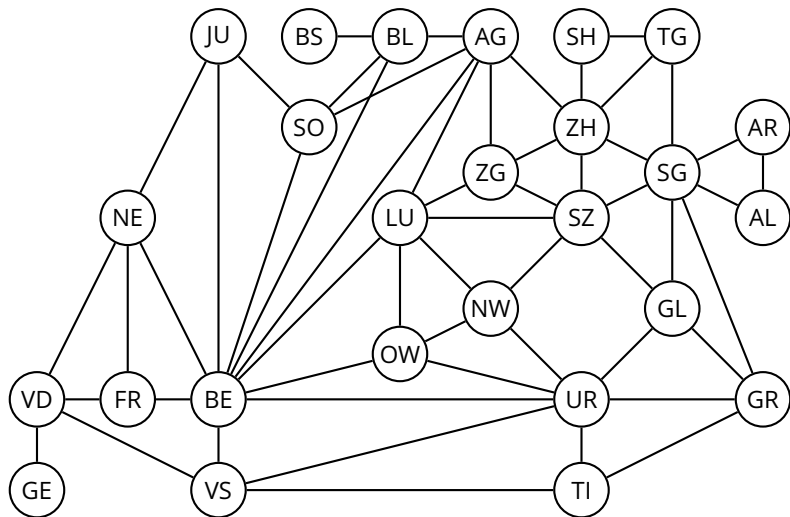 JU BS BL AG SH TG
SO ZH AR
ZG SG
NE LU SZ AL
NW GL
OW
VD FR BE UR GR
GE VS TI